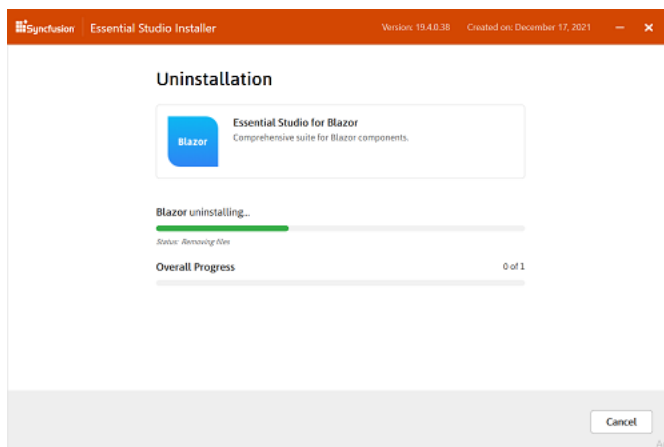 Syncfusion Essential Studio Installer Version: 19.4.0.38 Created on: December 17, 2021
Uninstallation
Essential Studio for Blazor
Blazor
Comprehensive suite for Blazor components.
Blazor uninstalling...
Status: Removing files
Overall Progress 0 of 1
Cancel